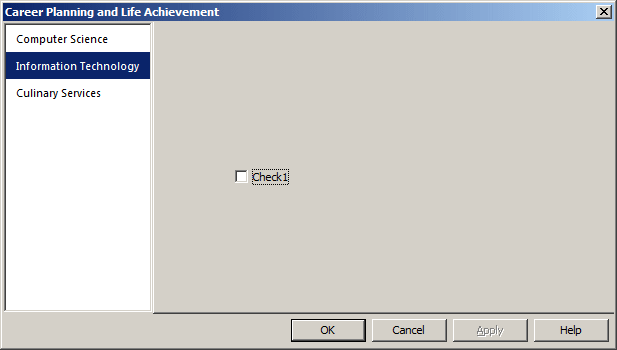 Career Planning and Life Achievement
Computer Science
Information Technology
Culinary Services
Check1
OK
Cancel
Apply
Help